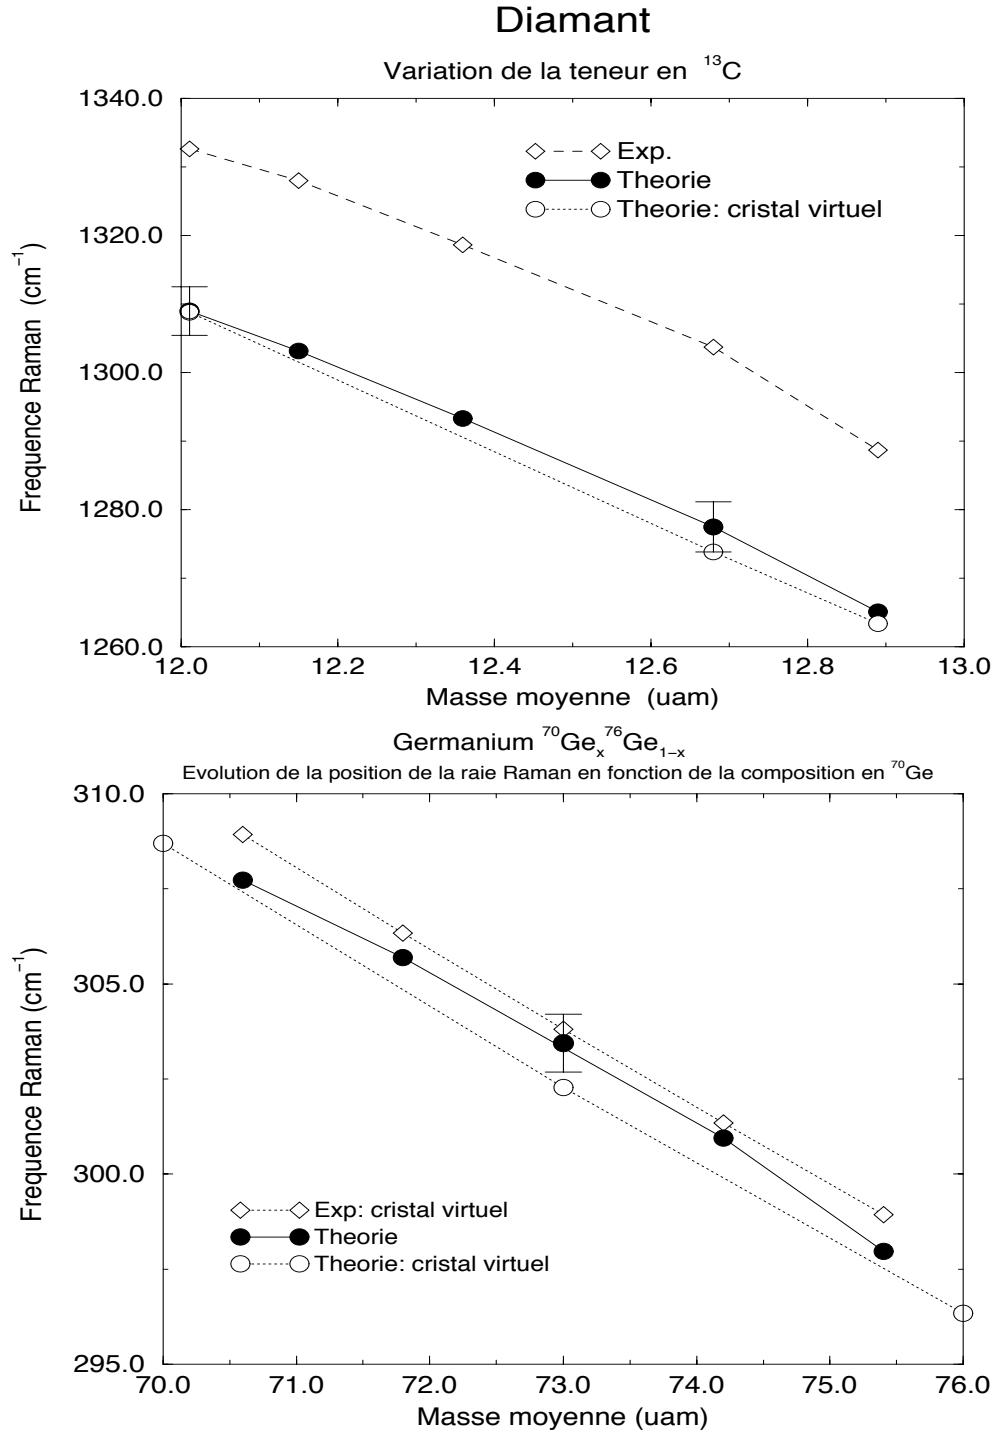 Diamant
Variation de la teneur en ¹³C
1340.0
1320.0
1300.0
1280.0
1260.0
Frequence Raman (cm⁻¹)
Exp.
Theorie
Theorie: cristal virtuel
12.0 12.2 12.4 12.6 12.8 13.0
Masse moyenne (uam)
Germanium ⁷⁰Geₓ⁷⁶Ge₁₋ₓ
Evolution de la position de la raie Raman en fonction de la composition en ⁷⁰Ge
310.0
305.0
300.0
295.0
Frequence Raman (cm⁻¹)
Exp: cristal virtuel
Theorie
Theorie: cristal virtuel
70.0 71.0 72.0 73.0 74.0 75.0 76.0
Masse moyenne (uam)